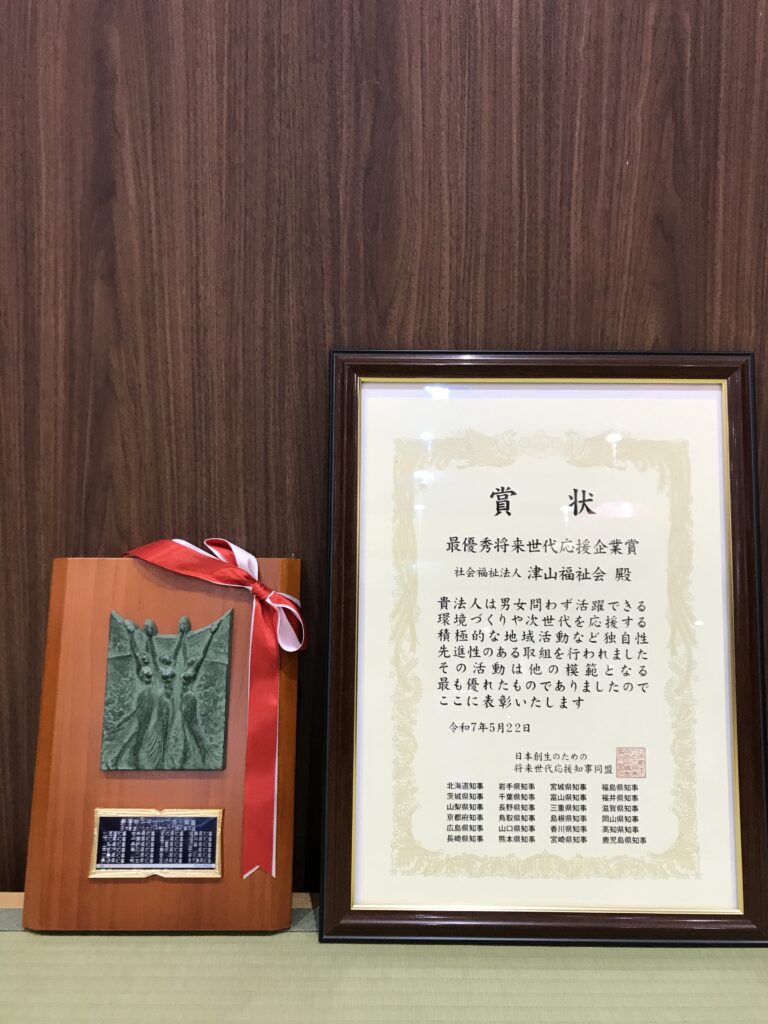 賞状
最優秀将来世代応援企業賞
社会福祉法人 津山福祉会 殿
貴法人は男女問わず活躍できる
環境づくりや次世代を応援する
積極的な地域活動など独自性
先進性のある取組を行われました
その活動は他の模範となる
最も優れたものでありましたので
ここに表彰いたします
令和7年5月22日
日本創生のための
将来世代応援知事同盟
北海道知事 岩手県知事 宮城県知事 福島県知事
茨城県知事 千葉県知事 富山県知事 福井県知事
山梨県知事 長野県知事 三重県知事 滋賀県知事
京都府知事 鳥取県知事 島根県知事 岡山県知事
広島県知事 山口県知事 香川県知事 高知県知事
長崎県知事 熊本県知事 宮崎県知事 鹿児島県知事